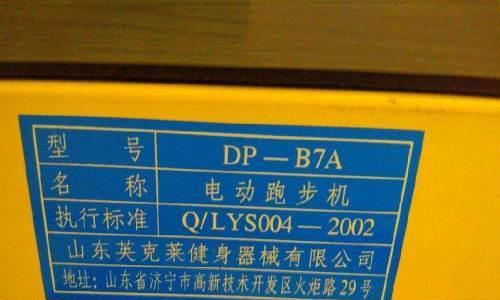 型 号 DP—B7A
名 称 电动跑步机
执行标准 Q/LYS004—2002
山东英克莱健身器械有限公司
地址:山东省济宁市高新技术开发区火炬路29号